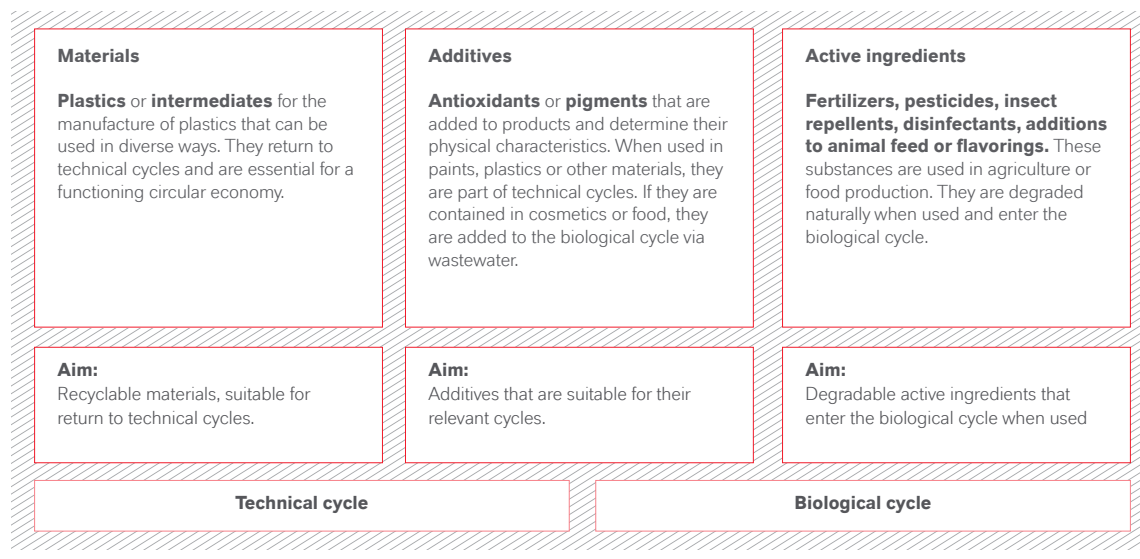 Materials
Plastics or intermediates for the
manufacture of plastics that can be
used in diverse ways. They return to
technical cycles and are essential for a
functioning circular economy.
Additives
Antioxidants or pigments that are
added to products and determine their
physical characteristics. When used in
paints, plastics or other materials, they
are part of technical cycles. If they are
contained in cosmetics or food, they
are added to the biological cycle via
wastewater.
Active ingredients
Fertilizers, pesticides, insect
repellents, disinfectants, additions
to animal feed or flavorings. These
substances are used in agriculture or
food production. They are degraded
naturally when used and enter the
biological cycle.
Aim:
Recyclable materials, suitable for
return to technical cycles.
Aim:
Additives that are suitable for their
relevant cycles.
Aim:
Degradable active ingredients that
enter the biological cycle when used
Technical cycle
Biological cycle